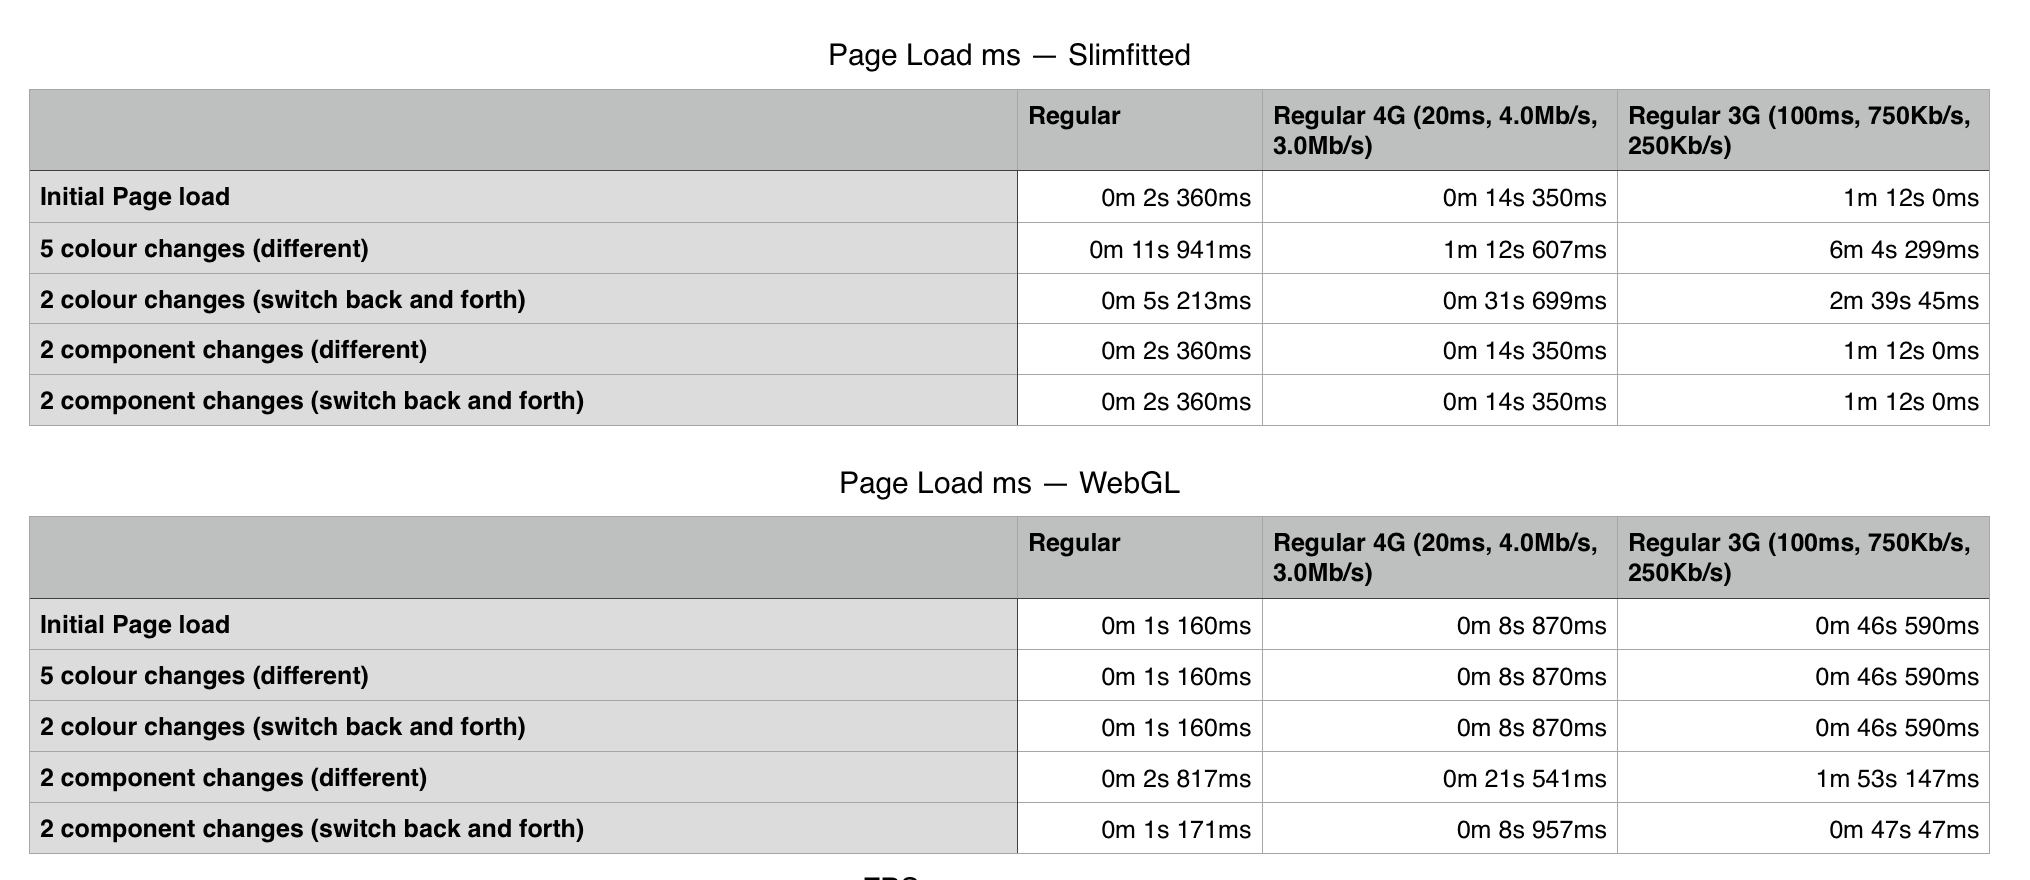 Page Load ms — Slimfitted
Regular
Regular 4G (20ms, 4.0Mb/s,
3.0Mb/s)
Regular 3G (100ms, 750Kb/s,
250Kb/s)
Initial Page load 0m 2s 360ms 0m 14s 350ms 1m 12s 0ms
5 colour changes (different) 0m 11s 941ms 1m 12s 607ms 6m 4s 299ms
2 colour changes (switch back and forth) 0m 5s 213ms 0m 31s 699ms 2m 39s 45ms
2 component changes (different) 0m 2s 360ms 0m 14s 350ms 1m 12s 0ms
2 component changes (switch back and forth) 0m 2s 360ms 0m 14s 350ms 1m 12s 0ms
Page Load ms — WebGL
Regular
Regular 4G (20ms, 4.0Mb/s,
3.0Mb/s)
Regular 3G (100ms, 750Kb/s,
250Kb/s)
Initial Page load 0m 1s 160ms 0m 8s 870ms 0m 46s 590ms
5 colour changes (different) 0m 1s 160ms 0m 8s 870ms 0m 46s 590ms
2 colour changes (switch back and forth) 0m 1s 160ms 0m 8s 870ms 0m 46s 590ms
2 component changes (different) 0m 2s 817ms 0m 21s 541ms 1m 53s 147ms
2 component changes (switch back and forth) 0m 1s 171ms 0m 8s 957ms 0m 47s 47ms